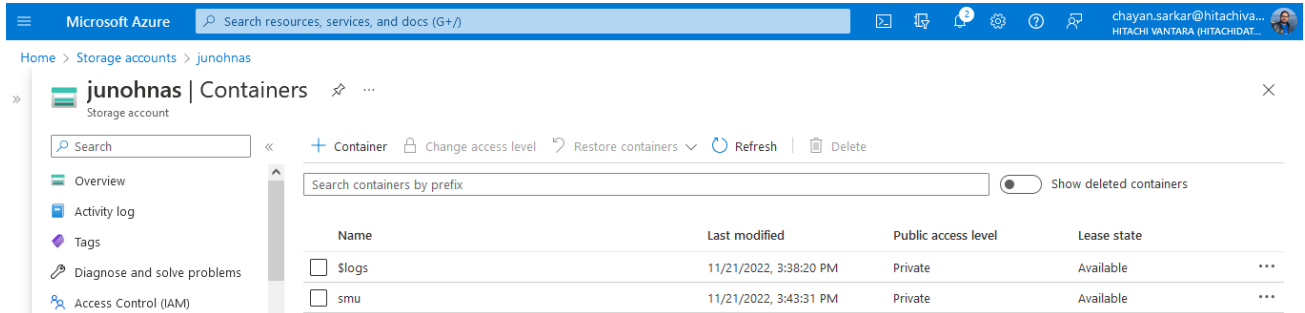 Microsoft Azure
Search resources, services, and docs (G+/)
2
chayan.sarkar@hitachiva...
HITACHI VANTARA (HITACHIDAT...
Home > Storage accounts > junohnas
junohnas | Containers
Storage account
Search
+ Container Change access level Restore containers Refresh Delete
Search containers by prefix
Show deleted containers
Overview
Activity log
Tags
Diagnose and solve problems
Access Control (IAM)
Name Last modified Public access level Lease state
$logs 11/21/2022, 3:38:20 PM Private Available
smu 11/21/2022, 3:43:31 PM Private Available